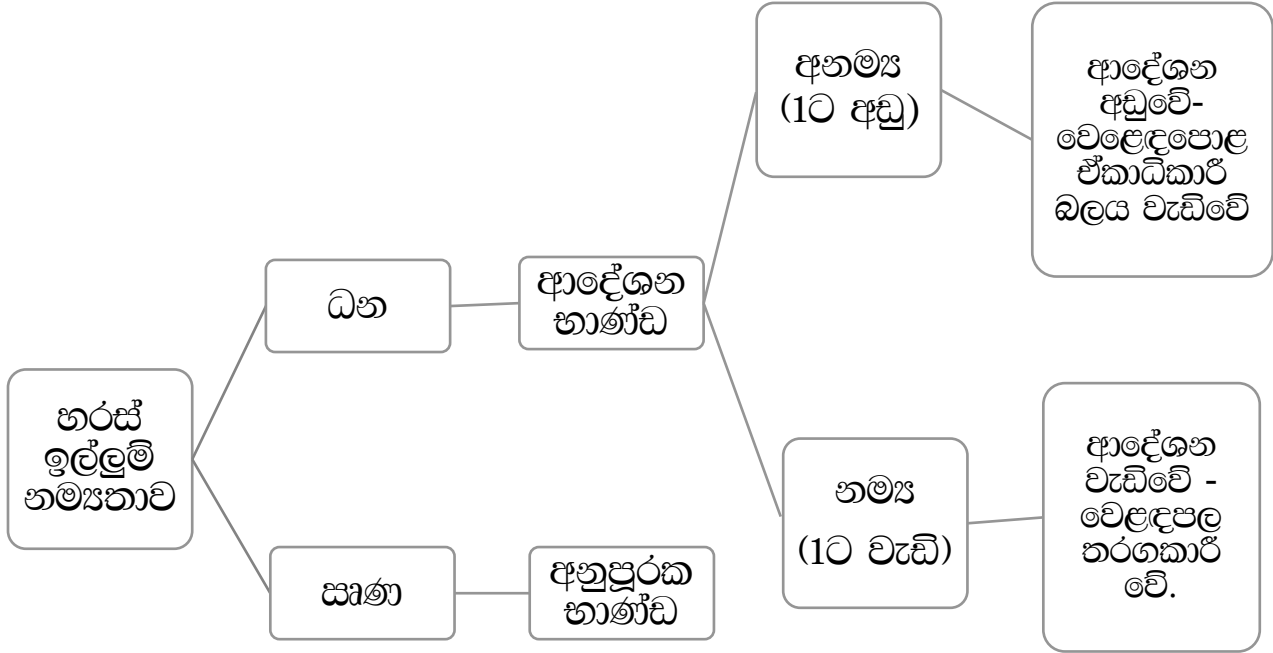 හරස්
ඉල්ලුම්
නම්‍යතාව
ධන
ආදේශන
භාණ්ඩ
අනම්‍ය
(1ට අඩු)
ආදේශන
අඩුවේ-
වෙළෙඳපොළ
ඒකාධිකාරී
බලය වැඩිවේ
නම්‍ය
(1ට වැඩි)
ආදේශන
වැඩිවේ -
වෙළඳපල
තරගකාරී
වේ.
සෘණ
අනුපූරක
භාණ්ඩ